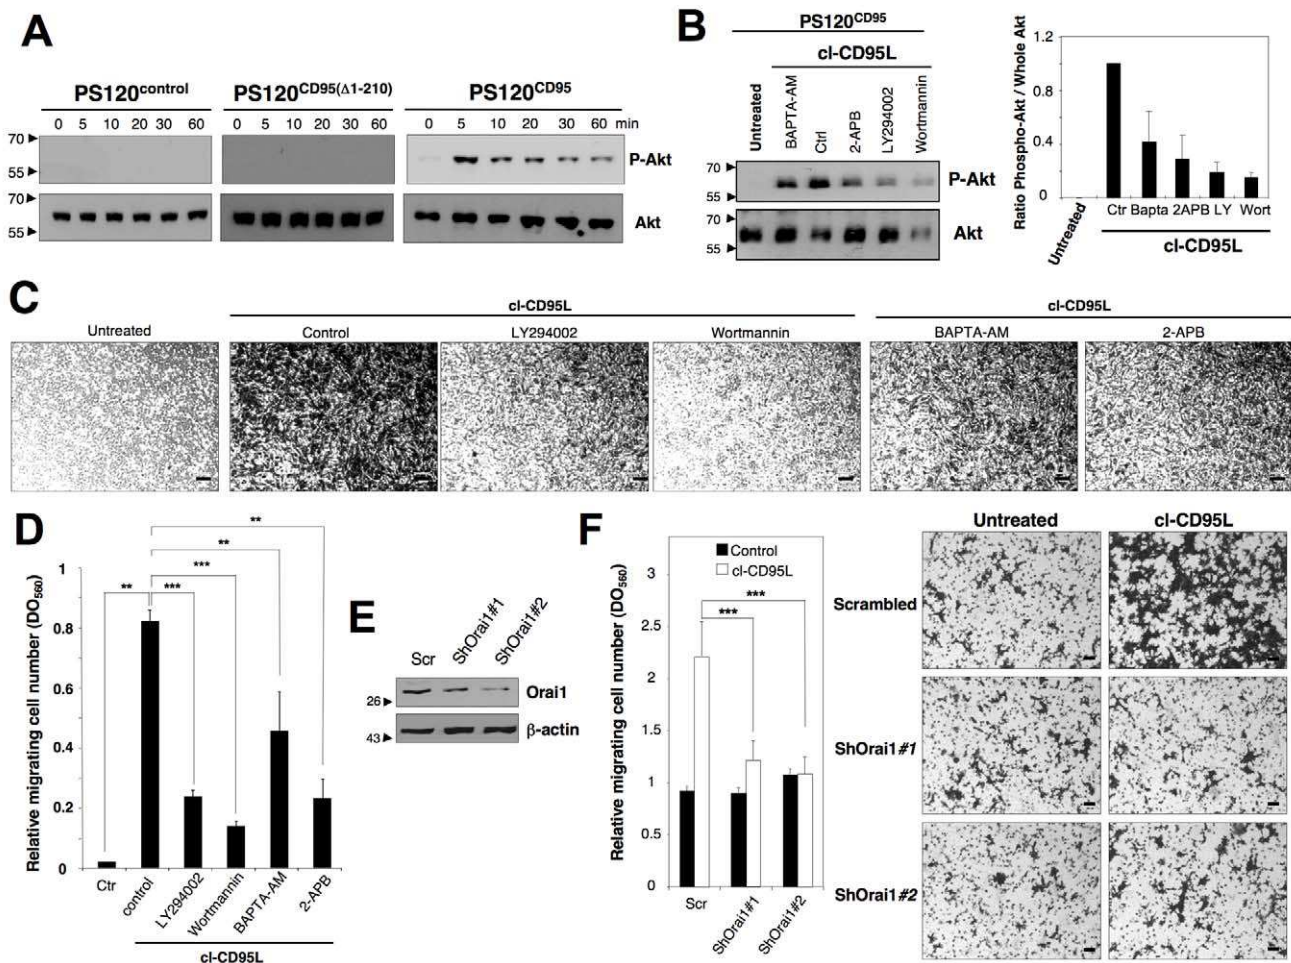 A
PS120control PS120CD95(Δ1-210) PS120CD95
0 5 10 20 30 60 0 5 10 20 30 60 0 5 10 20 30 60 min
70
55
P-Akt
70
55
Akt
B
PS120CD95
cl-CD95L
Untreated BAPTA-AM Ctrl 2-APB LY294002 Wortmannin
70
55
P-Akt
70
55
Akt
Ratio Phospho-Akt / Whole Akt
1.2
0.8
0.4
0
Untreated Ctr Bapta 2APB LY Wort
cl-CD95L
C
cl-CD95L cl-CD95L
Untreated Control LY294002 Wortmannin BAPTA-AM 2-APB
D
Relative migrating cell number (DO560)
1
0.8
0.6
0.4
0.2
0
** *** *** ** **
Ctr control LY294002 Wortmannin BAPTA-AM 2-APB
cl-CD95L
E
Scr ShOrai1#1 ShOrai1#2
26
Orai1
43
β-actin
F
Relative migrating cell number (DO560)
Control
cl-CD95L
3
2.5
2
1.5
1
0.5
0
*** ***
Scr ShOrai1#1 ShOrai1#2
Untreated cl-CD95L
Scrambled
ShOrai1#1
ShOrai1#2